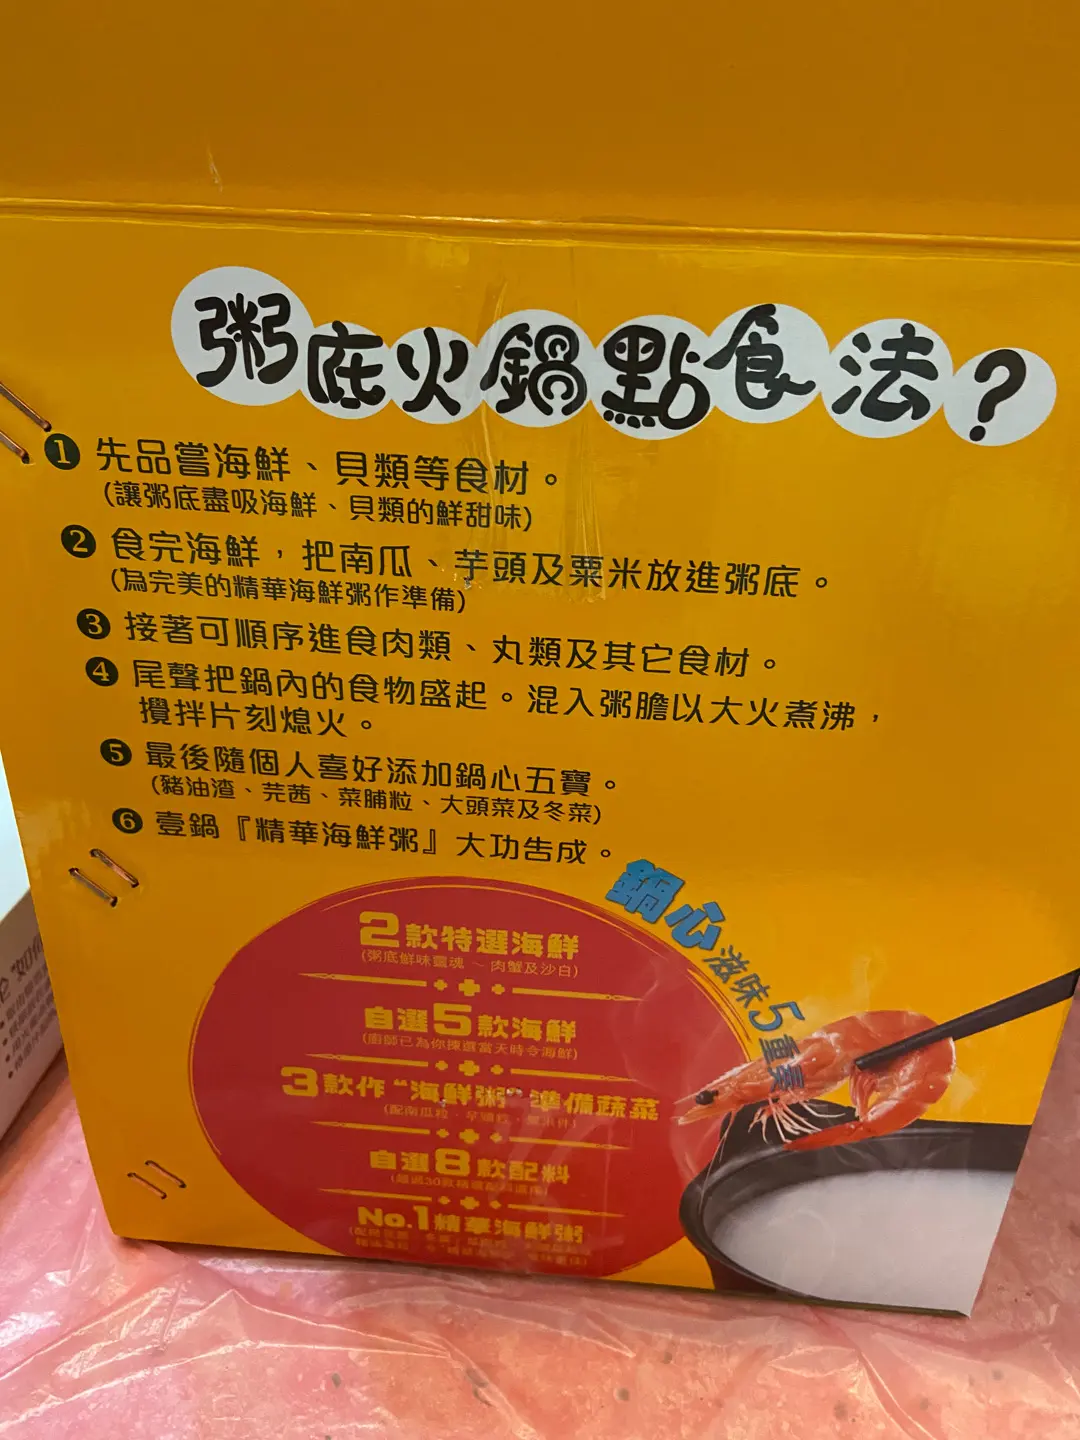 粥底火鍋點食法?
❶ 先品嘗海鮮、貝類等食材。
(讓粥底盡吸海鮮、貝類的鮮甜味)
❷ 食完海鮮，把南瓜、芋頭及粟米放進粥底。
(為完美的精華海鮮粥作準備)
❸ 接著可順序進食肉類、丸類及其它食材。
❹ 尾聲把鍋內的食物盛起。混入粥膽以大火煮沸，
攪拌片刻熄火。
❺ 最後隨個人喜好添加鍋心五寶。
(豬油渣、芫茜、菜脯粒、大頭菜及冬菜)
❻ 壹鍋『精華海鮮粥』大功告成。
鍋心滋味5重奏
2款特選海鮮
(粥底鮮味靈魂 ~ 肉蟹及沙白)
自選5款海鮮
(廚師已為你揀選當天時令海鮮)
3款作“海鮮粥”準備蔬菜
(配南瓜粒、芋頭粒、粟米件)
自選8款配料
No.1精華海鮮粥